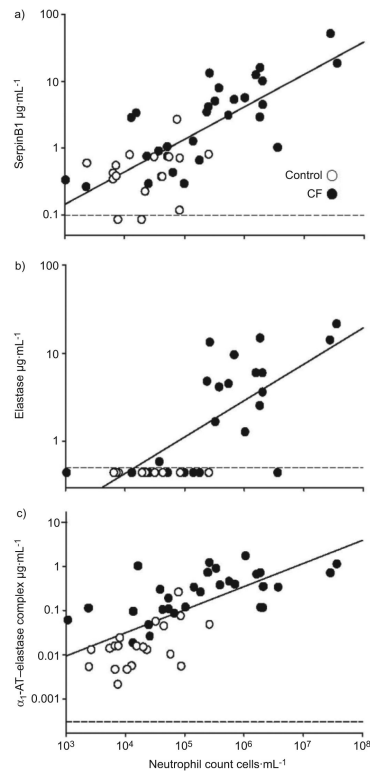 a)
100
10
1
0.1
SerpinB1 µg·mL-1
Control
CF
b)
100
10
1
Elastase µg·mL-1
c)
1
0.1
0.01
0.001
α1-AT–elastase complex µg·mL-1
10³ 10⁴ 10⁵ 10⁶ 10⁷ 10⁸
Neutrophil count cells·mL-1